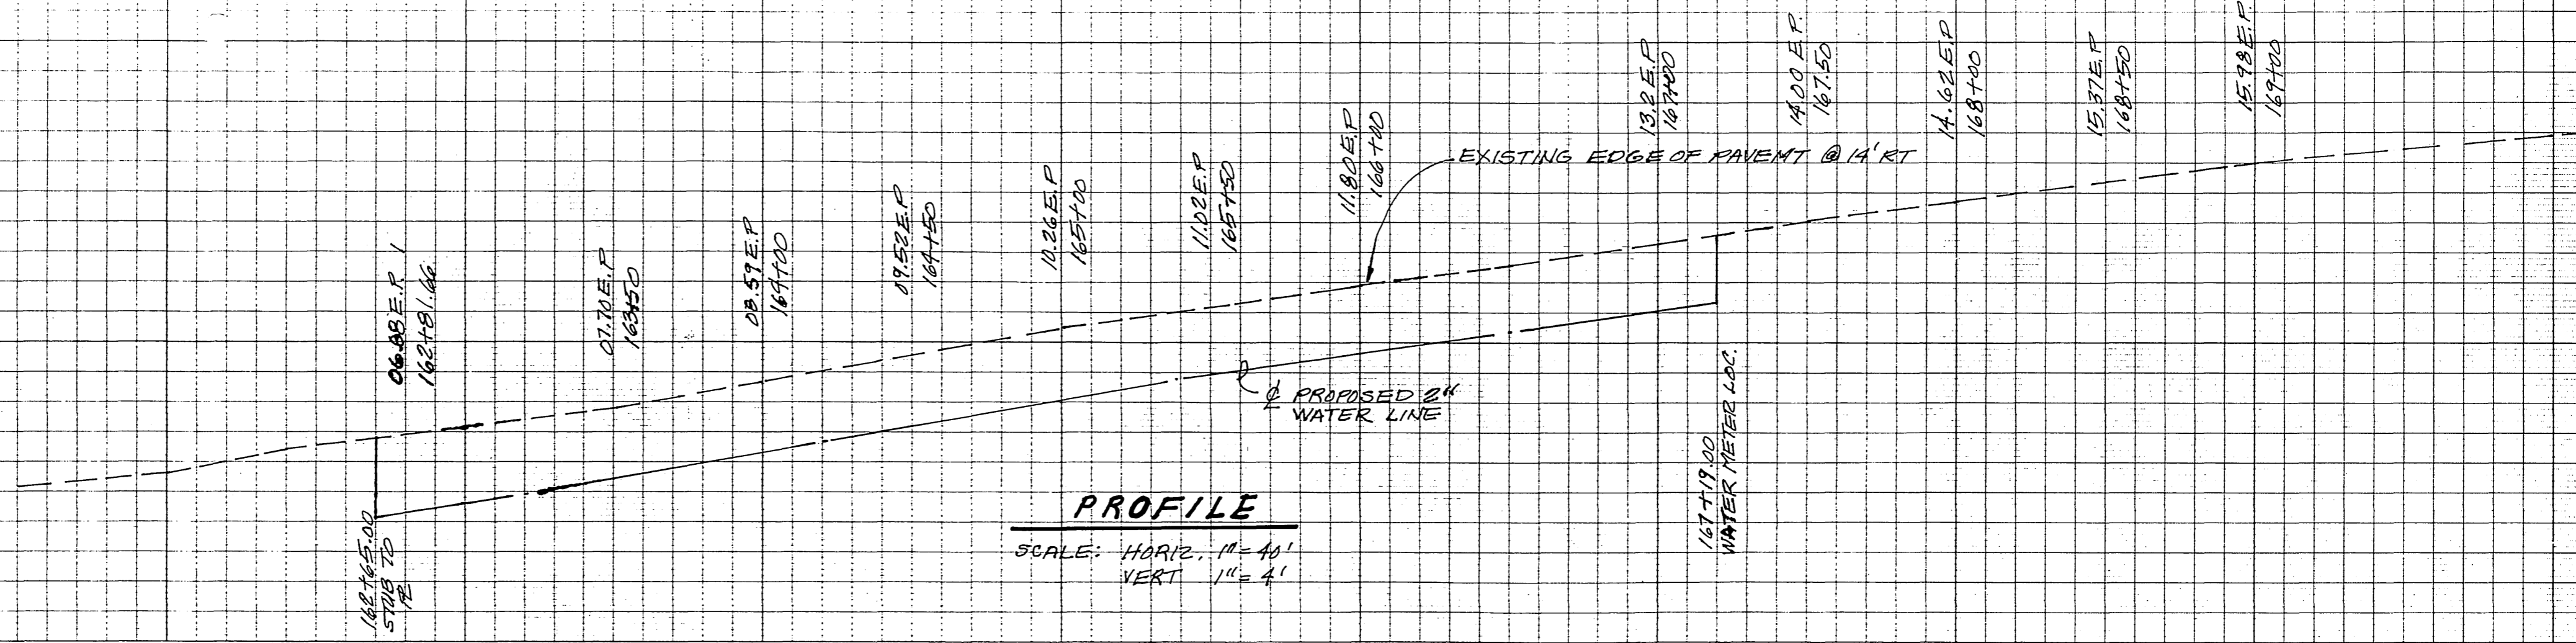 06.88 E.P.
162+81.66
07.70 E.P
163+50
08.59 E.P
164+00
09.52 E.P
164+50
10.26 E.P
165+00
11.02 E.P
165+50
11.80 E.P
166+00
13.2 E.P
167+00
14.00 E.P
167.50
14.62 E.P
168+00
15.37 E.P
168+50
15.98 E.P.
169+00
EXISTING EDGE OF PAVEMT @ 14' RT
℄ PROPOSED 2"
WATER LINE
162+65.00
STUB TO
167+19.00
WATER METER LOC.
PROFILE
SCALE: HORIZ. 1"=40'
VERT 1"=4'